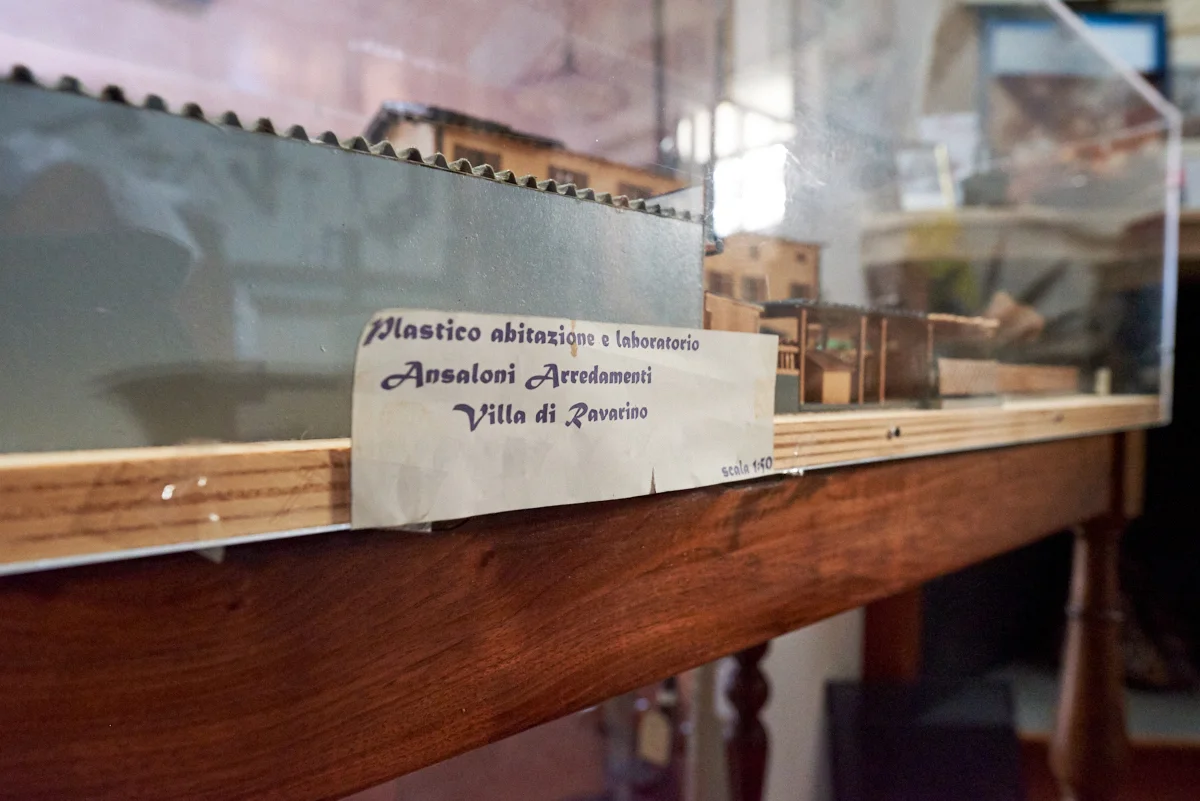 Plastico abitazione e laboratorio
Ansaloni Arredamenti
Villa di Ravarino
scala 1:50